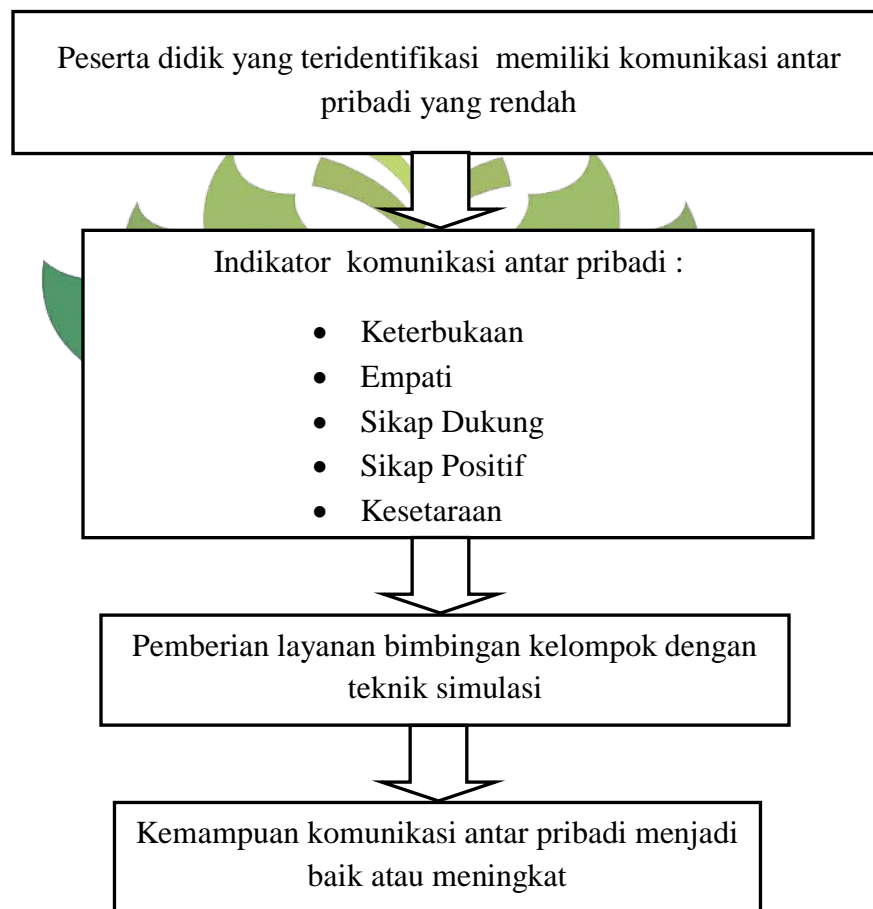 Peserta didik yang teridentifikasi memiliki komunikasi antar
pribadi yang rendah
Indikator komunikasi antar pribadi :
• Keterbukaan
• Empati
• Sikap Dukung
• Sikap Positif
• Kesetaraan
Pemberian layanan bimbingan kelompok dengan
teknik simulasi
Kemampuan komunikasi antar pribadi menjadi
baik atau meningkat